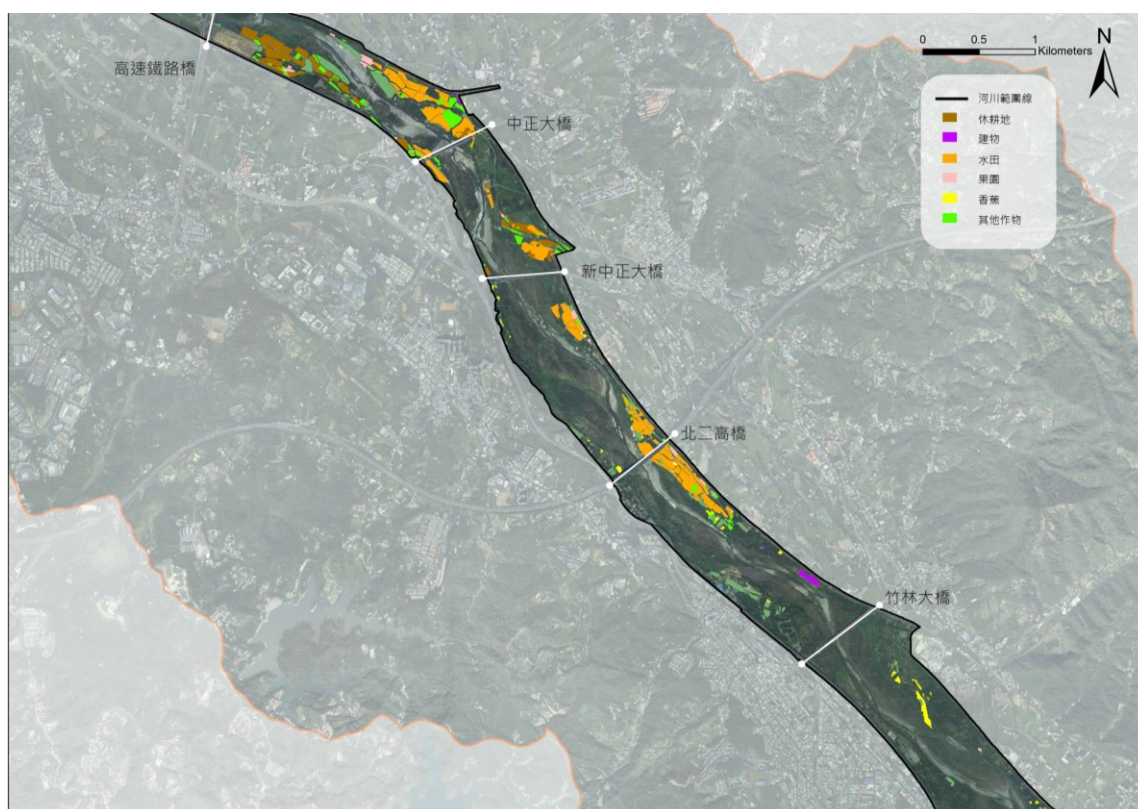 N
0 0.5 1
Kilometers
高速鐵路橋
中正大橋
河川範圍線
休耕地
建物
水田
果園
香蕉
其他作物
新中正大橋
北二高橋
竹林大橋